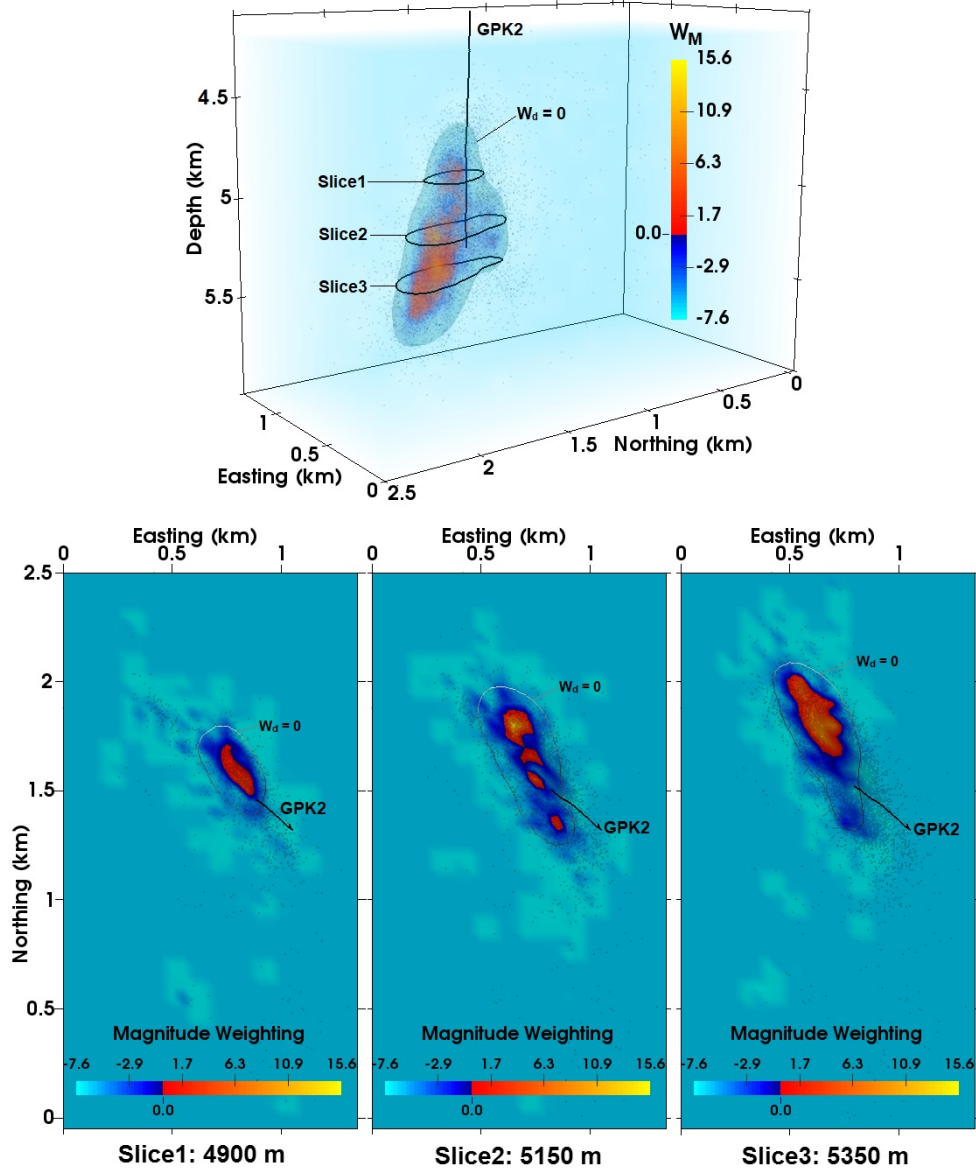 GPK2
W_M
15.6
10.9
6.3
1.7
0.0
-2.9
-7.6
W_d = 0
Depth (km)
4.5
5
5.5
Slice1
Slice2
Slice3
1
0.5
0
Easting (km)
2.5
2
1.5
1
0.5
0
Northing (km)
Easting (km)
0 0.5 1
Easting (km)
0 0.5 1
Easting (km)
0 0.5 1
Northing (km)
2.5
2
1.5
1
0.5
0
W_d = 0
GPK2
Magnitude Weighting
-7.6 -2.9 1.7 6.3 10.9 15.6
0.0
Slice1: 4900 m
W_d = 0
GPK2
Magnitude Weighting
-7.6 -2.9 1.7 6.3 10.9 15.6
0.0
Slice2: 5150 m
W_d = 0
GPK2
Magnitude Weighting
-7.6 -2.9 1.7 6.3 10.9 15.6
0.0
Slice3: 5350 m